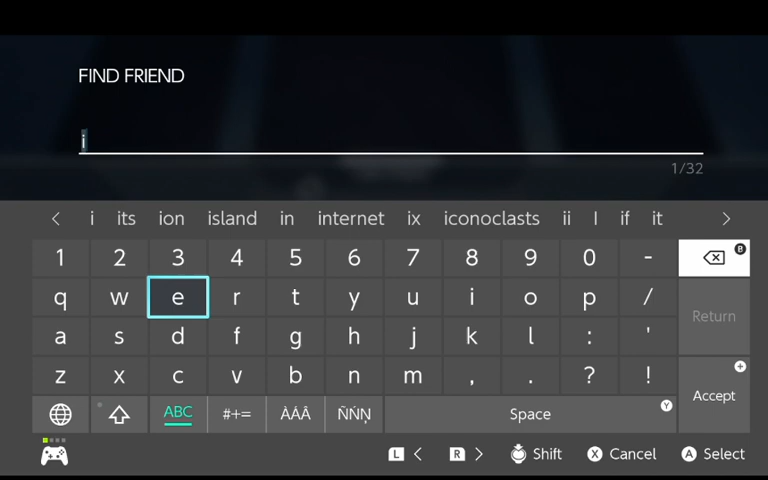 FIND FRIEND
i
1/32
< i its ion island in internet ix iconoclasts ii I if it >
1 2 3 4 5 6 7 8 9 0 - B
q w e r t y u i o p / Return
a s d f g h j k l : '
z x c v b n m , . ? ! + Accept
ABC #+= ÀÁÂ ÑŃŅ Space Y
L < R > Shift X Cancel A Select